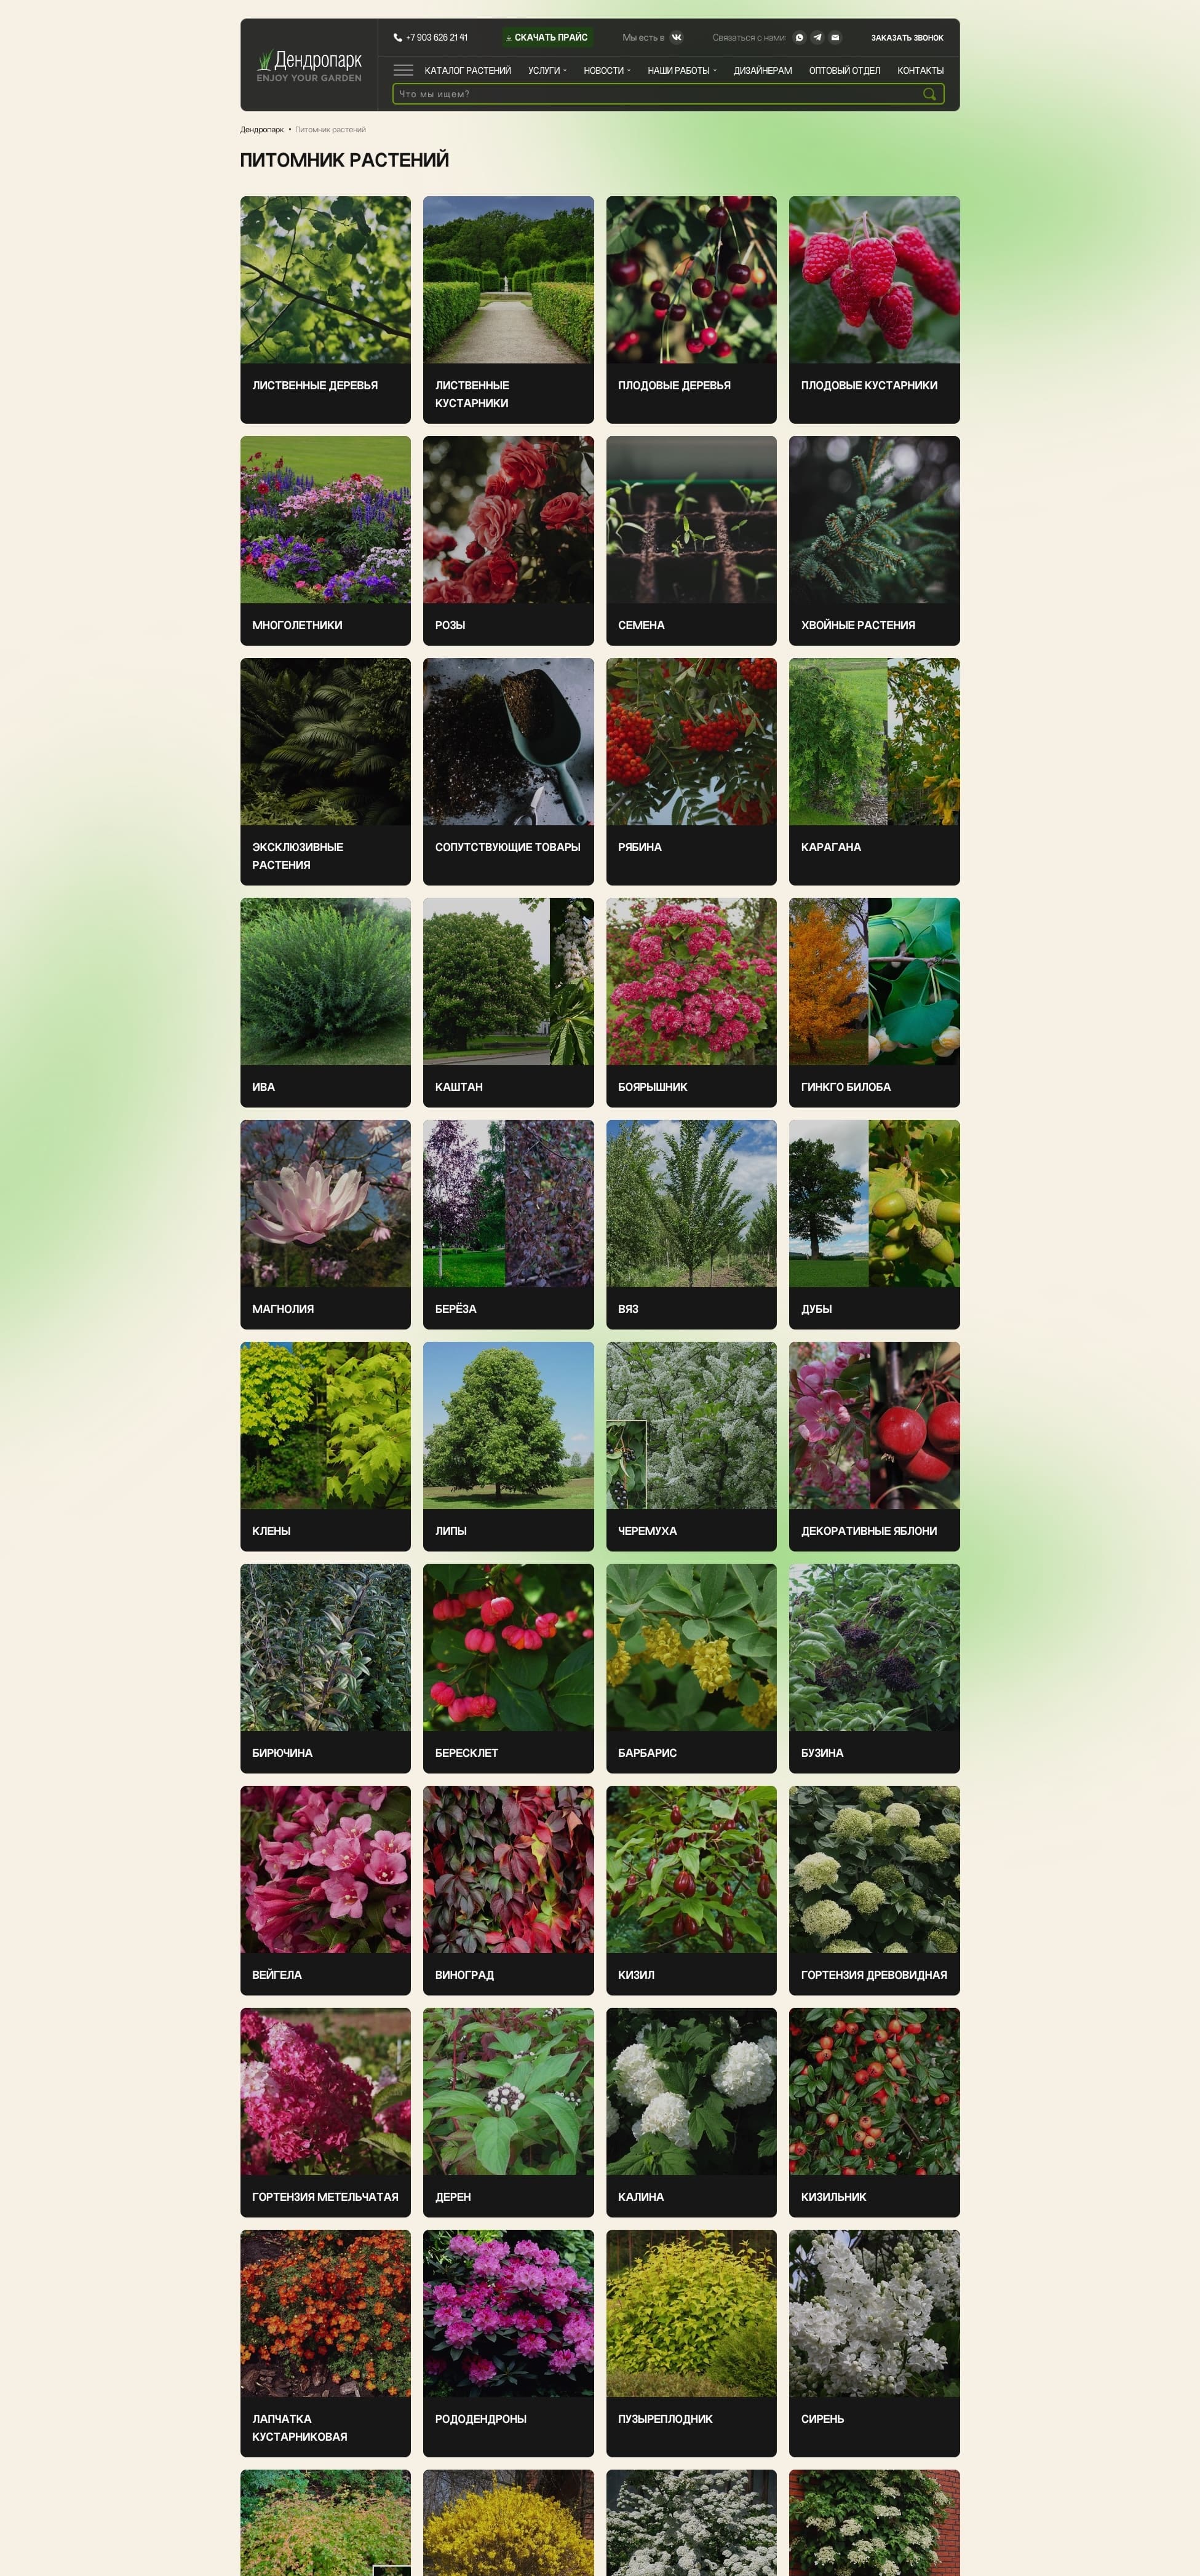 Дендропарк
ENJOY YOUR GARDEN
+7 903 626 21 41
СКАЧАТЬ ПРАЙС
Мы есть в
Связаться с нами:
ЗАКАЗАТЬ ЗВОНОК
КАТАЛОГ РАСТЕНИЙ
УСЛУГИ
НОВОСТИ
НАШИ РАБОТЫ
ДИЗАЙНЕРАМ
ОПТОВЫЙ ОТДЕЛ
КОНТАКТЫ
Что мы ищем?
Дендропарк • Питомник растений
ПИТОМНИК РАСТЕНИЙ
ЛИСТВЕННЫЕ ДЕРЕВЬЯ
ЛИСТВЕННЫЕ
КУСТАРНИКИ
ПЛОДОВЫЕ ДЕРЕВЬЯ
ПЛОДОВЫЕ КУСТАРНИКИ
МНОГОЛЕТНИКИ
РОЗЫ
СЕМЕНА
ХВОЙНЫЕ РАСТЕНИЯ
ЭКСКЛЮЗИВНЫЕ
РАСТЕНИЯ
СОПУТСТВУЮЩИЕ ТОВАРЫ
РЯБИНА
КАРАГАНА
ИВА
КАШТАН
БОЯРЫШНИК
ГИНКГО БИЛОБА
МАГНОЛИЯ
БЕРЁЗА
ВЯЗ
ДУБЫ
КЛЕНЫ
ЛИПЫ
ЧЕРЕМУХА
ДЕКОРАТИВНЫЕ ЯБЛОНИ
БИРЮЧИНА
БЕРЕСКЛЕТ
БАРБАРИС
БУЗИНА
ВЕЙГЕЛА
ВИНОГРАД
КИЗИЛ
ГОРТЕНЗИЯ ДРЕВОВИДНАЯ
ГОРТЕНЗИЯ МЕТЕЛЬЧАТАЯ
ДЕРЕН
КАЛИНА
КИЗИЛЬНИК
ЛАПЧАТКА
КУСТАРНИКОВАЯ
РОДОДЕНДРОНЫ
ПУЗЫРЕПЛОДНИК
СИРЕНЬ